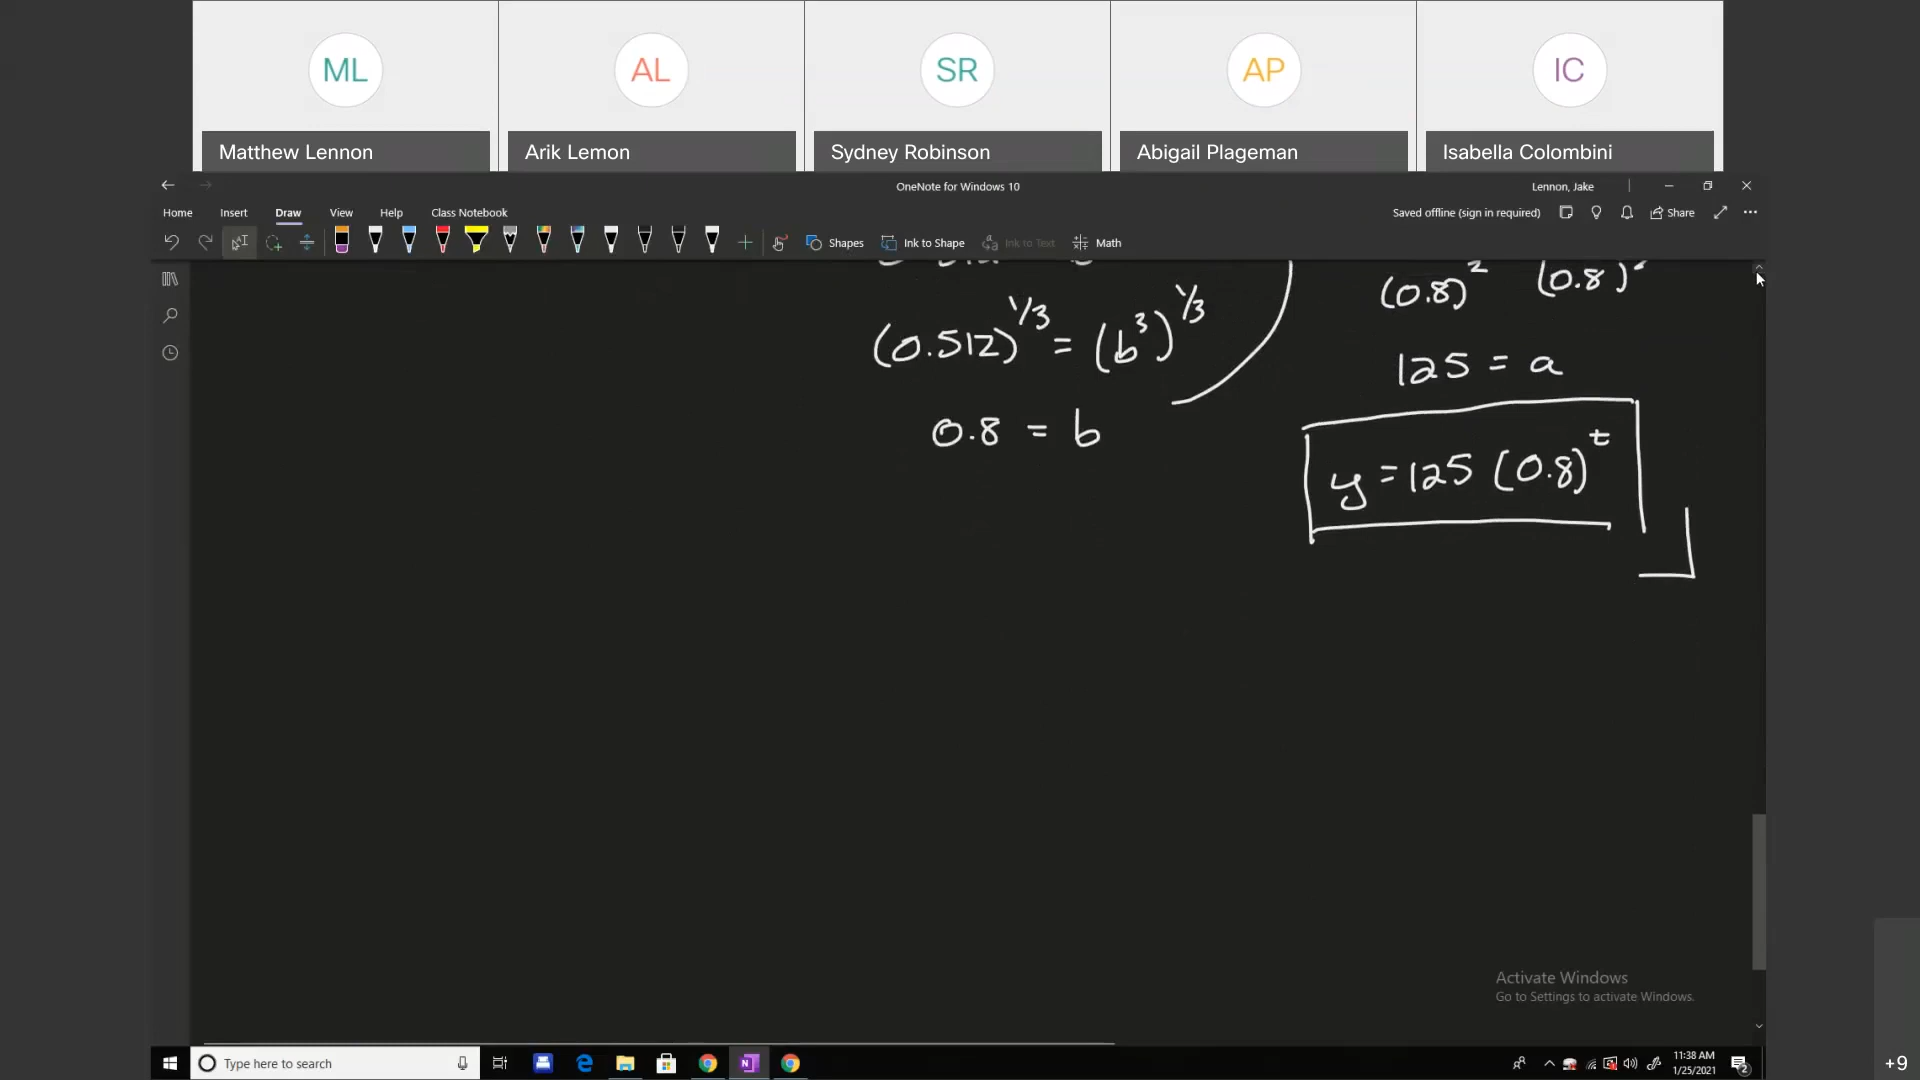 ML
AL
SR
AP
IC
Matthew Lennon
Arik Lemon
Sydney Robinson
Abigail Plageman
Isabella Colombini
OneNote for Windows 10
Lennon, Jake
Home Insert Draw View Help Class Notebook
Saved offline (sign in required)
Share
Shapes
Ink to Shape
Ink to Text
Math
(0.512)^1/3 = (b^3)^1/3
0.8 = b
(0.8)^2 (0.8)^2
125 = a
y = 125 (0.8)^t
Activate Windows
Go to Settings to activate Windows.
Type here to search
11:38 AM
1/25/2021
2
+9